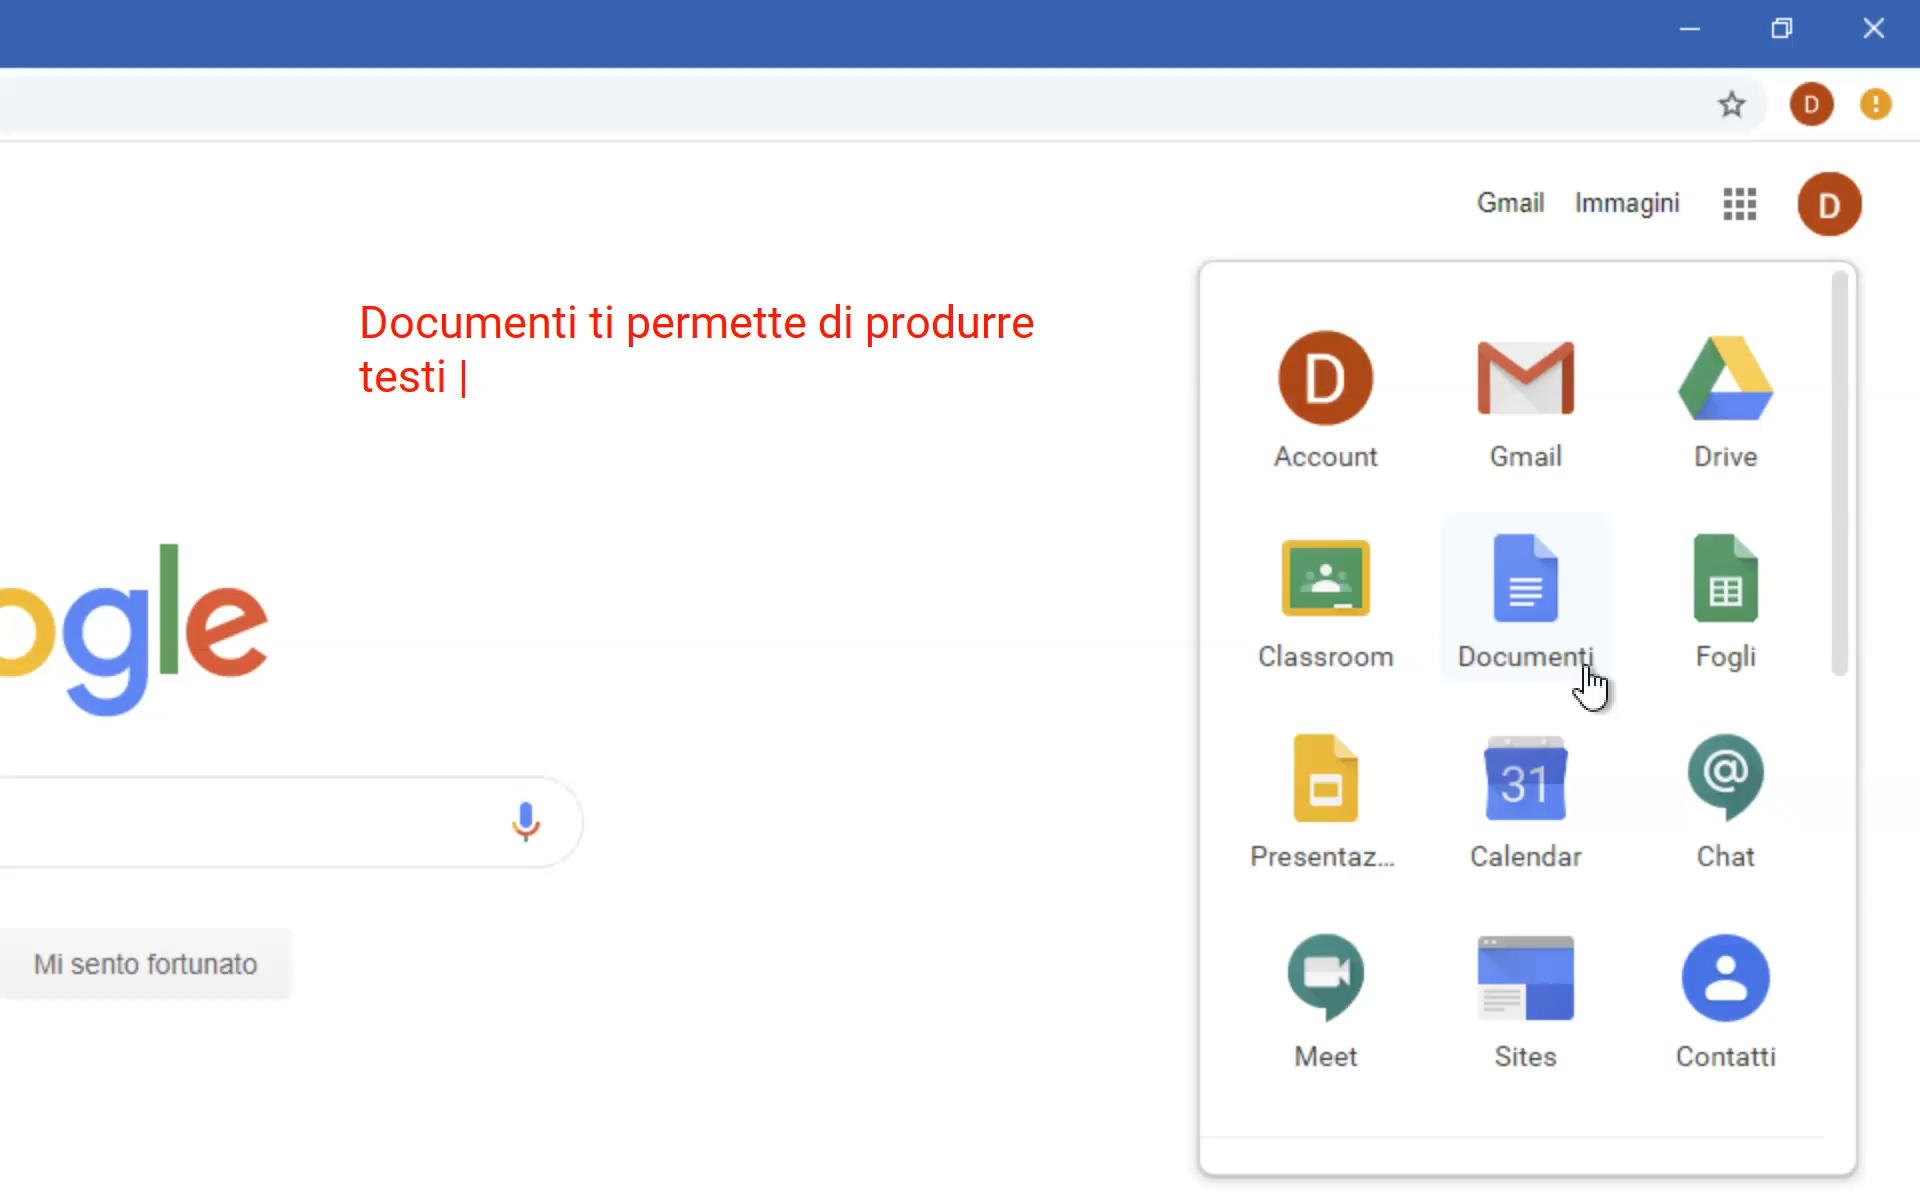 D
Gmail Immagini
D
Documenti ti permette di produrre
testi |
D
Account Gmail Drive
Classroom Documenti Fogli
31
Presentaz... Calendar Chat
Meet Sites Contatti
ogle
Mi sento fortunato